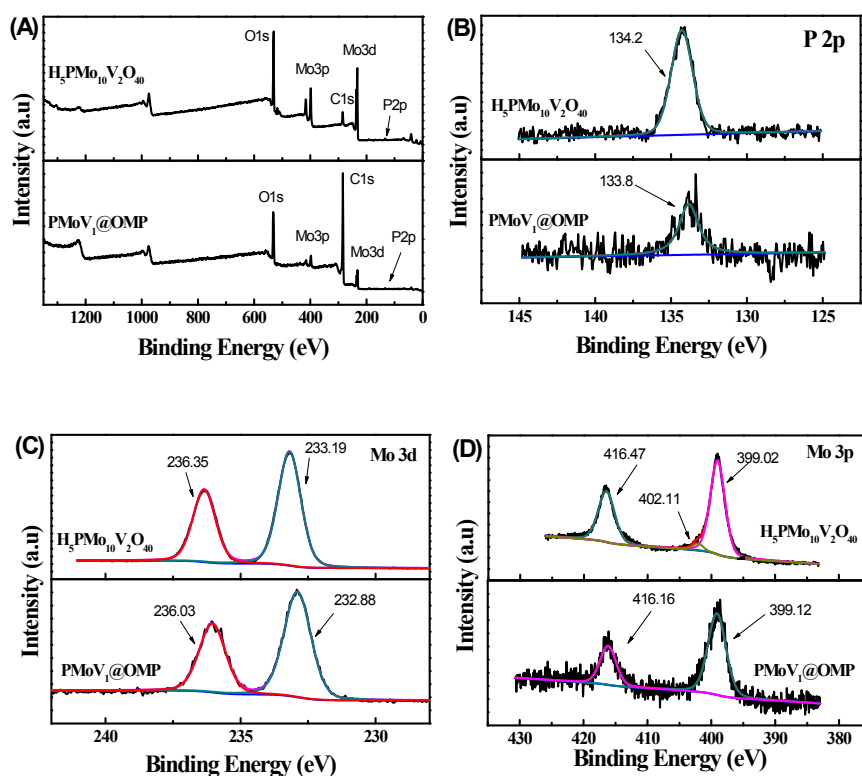 (A)
Intensity (a.u)
H₅PMo₁₀V₂O₄₀
O1s
Mo3p
C1s
Mo3d
P2p
PMoV₁@OMP
O1s
Mo3p
C1s
Mo3d
P2p
1200 1000 800 600 400 200 0
Binding Energy (eV)
(B)
P 2p
Intensity (a.u)
134.2
H₅PMo₁₀V₂O₄₀
133.8
PMoV₁@OMP
145 140 135 130 125
Binding Energy (eV)
(C)
Mo 3d
Intensity (a.u)
236.35
233.19
H₅PMo₁₀V₂O₄₀
236.03
232.88
PMoV₁@OMP
240 235 230
Binding Energy (eV)
(D)
Mo 3p
Intensity (a.u)
416.47
402.11
399.02
H₅PMo₁₀V₂O₄₀
416.16
399.12
PMoV₁@OMP
430 420 410 400 390 380
Binding Energy (eV)